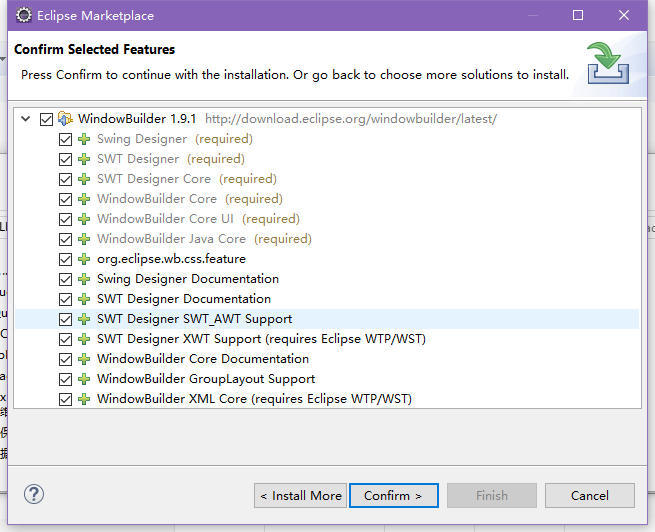 Eclipse Marketplace
Confirm Selected Features
Press Confirm to continue with the installation. Or go back to choose more solutions to install.
WindowBuilder 1.9.1 http://download.eclipse.org/windowbuilder/latest/
Swing Designer (required)
SWT Designer (required)
SWT Designer Core (required)
WindowBuilder Core (required)
WindowBuilder Core UI (required)
WindowBuilder Java Core (required)
org.eclipse.wb.css.feature
Swing Designer Documentation
SWT Designer Documentation
SWT Designer SWT_AWT Support
SWT Designer XWT Support (requires Eclipse WTP/WST)
WindowBuilder Core Documentation
WindowBuilder GroupLayout Support
WindowBuilder XML Core (requires Eclipse WTP/WST)
? < Install More Confirm > Finish Cancel